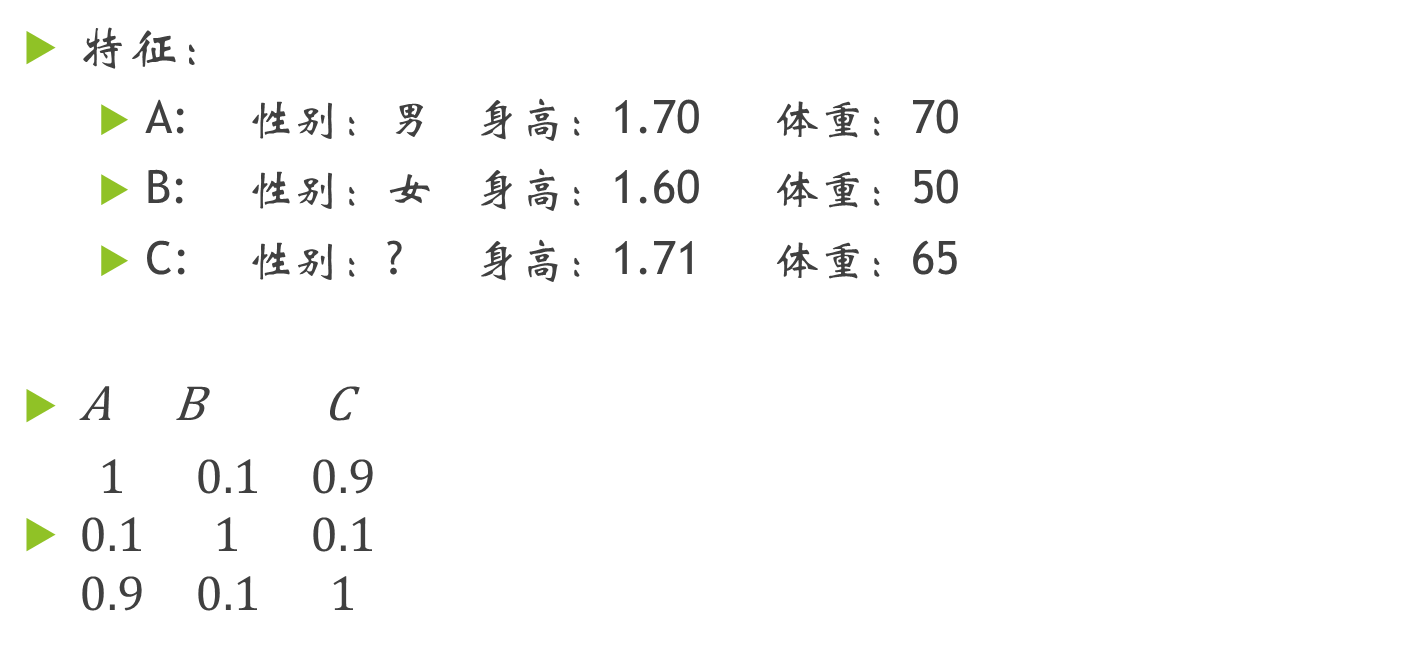 特征：
A: 性别：男 身高：1.70 体重：70
B: 性别：女 身高：1.60 体重：50
C: 性别：? 身高：1.71 体重：65
A B C
1 0.1 0.9
0.1 1 0.1
0.9 0.1 1